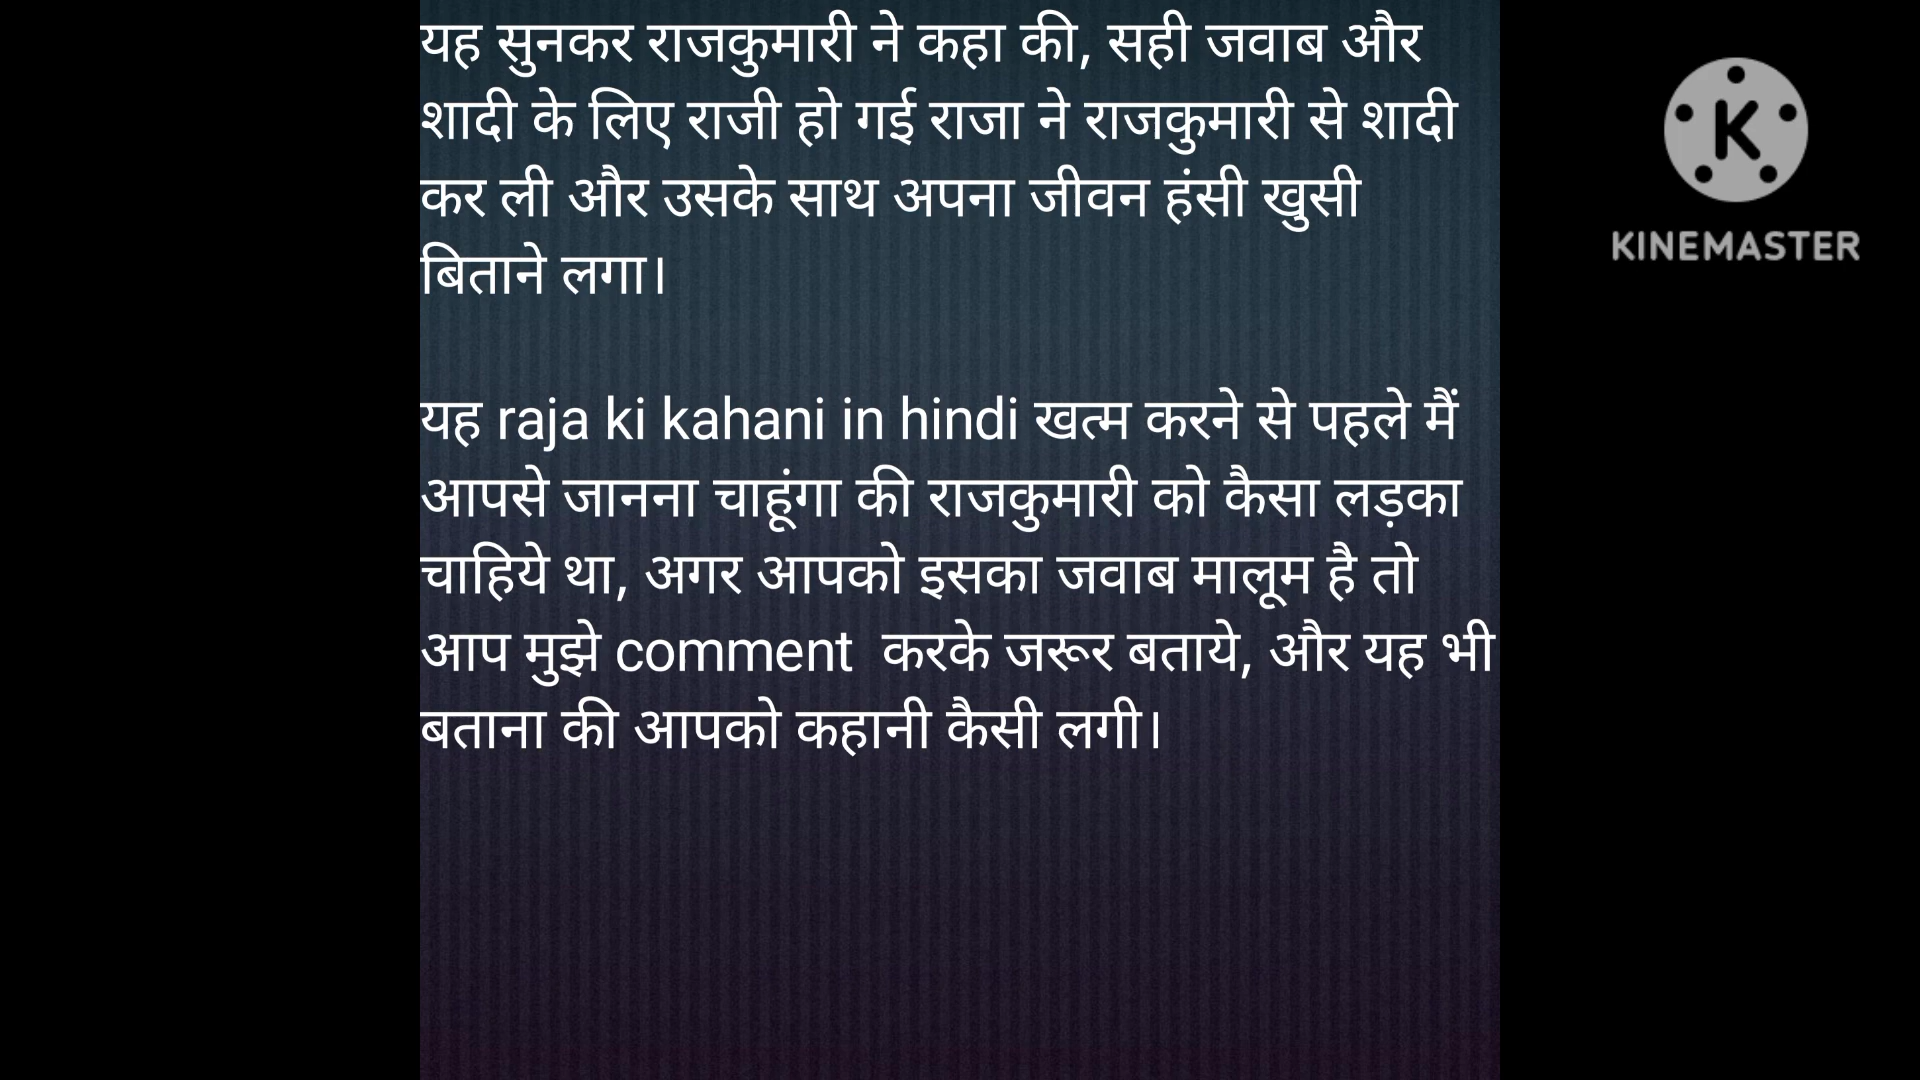 यह सुनकर राजकुमारी ने कहा की, सही जवाब और
शादी के लिए राजी हो गई राजा ने राजकुमारी से शादी
कर ली और उसके साथ अपना जीवन हंसी खुसी
बिताने लगा।
यह raja ki kahani in hindi खत्म करने से पहले मैं
आपसे जानना चाहूंगा की राजकुमारी को कैसा लड़का
चाहिये था, अगर आपको इसका जवाब मालूम है तो
आप मुझे comment  करके जरूर बताये, और यह भी
बताना की आपको कहानी कैसी लगी।
K
KINEMASTER